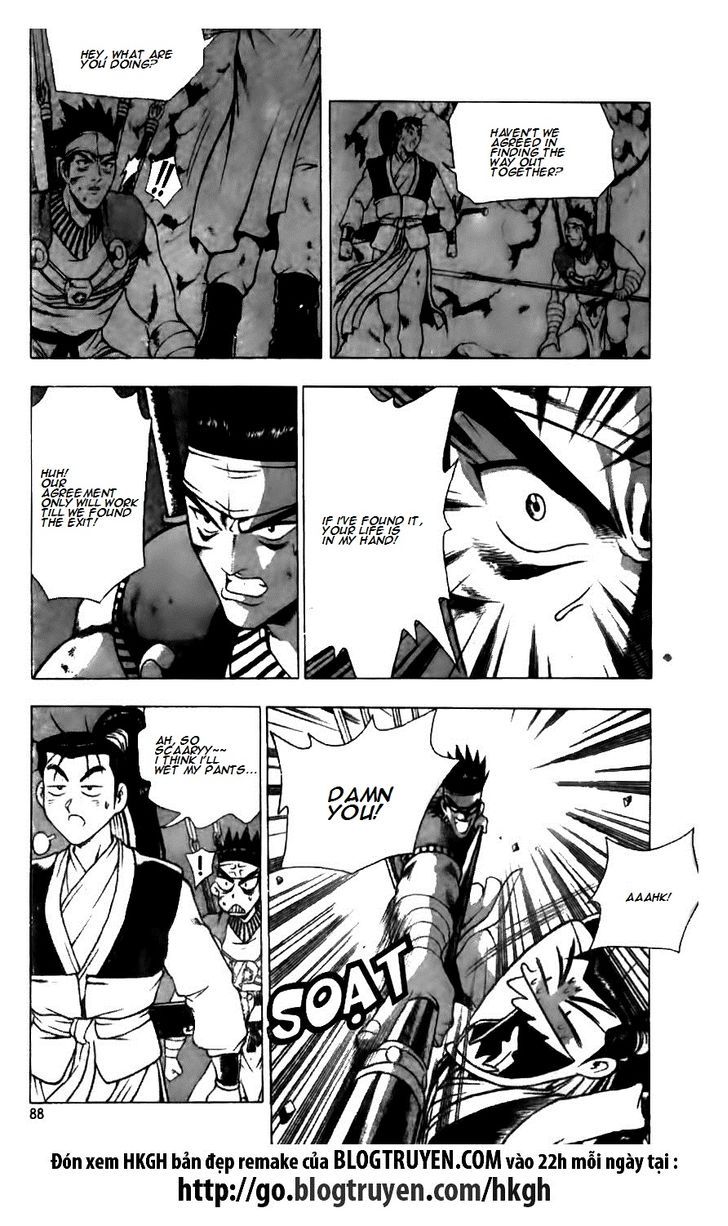 HEY, WHAT ARE
YOU DOING?
!!
HAVEN'T WE
AGREED IN
FINDING THE
WAY OUT
TOGETHER?
HUH!
OUR
AGREEMENT
ONLY WILL WORK
TILL WE FOUND
THE EXIT!
IF I'VE FOUND IT,
YOUR LIFE IS
IN MY HAND!
AH, SO
SCAARYY~~
I THINK I'LL
WET MY PANTS...
!
DAMN
YOU!
AAAHK!
SOẠT
88
Đón xem HKGH bản đẹp remake của BLOGTRUYEN.COM vào 22h mỗi ngày tại :
http://go.blogtruyen.com/hkgh